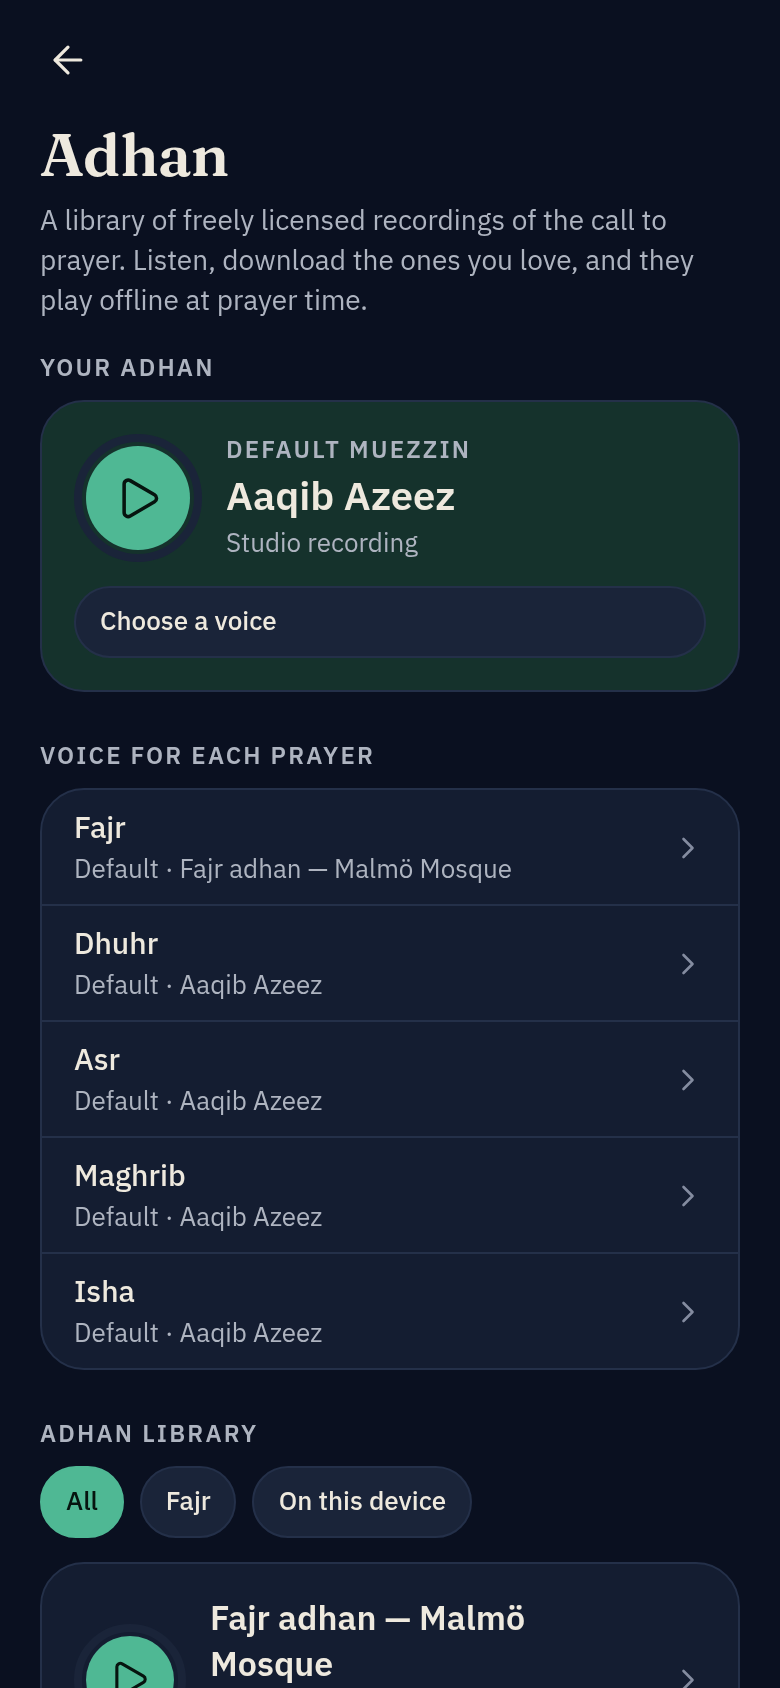 Adhan
A library of freely licensed recordings of the call to
prayer. Listen, download the ones you love, and they
play offline at prayer time.
YOUR ADHAN
DEFAULT MUEZZIN
Aaqib Azeez
Studio recording
Choose a voice
VOICE FOR EACH PRAYER
Fajr
Default · Fajr adhan — Malmö Mosque
Dhuhr
Default · Aaqib Azeez
Asr
Default · Aaqib Azeez
Maghrib
Default · Aaqib Azeez
Isha
Default · Aaqib Azeez
ADHAN LIBRARY
All
Fajr
On this device
Fajr adhan — Malmö
Mosque